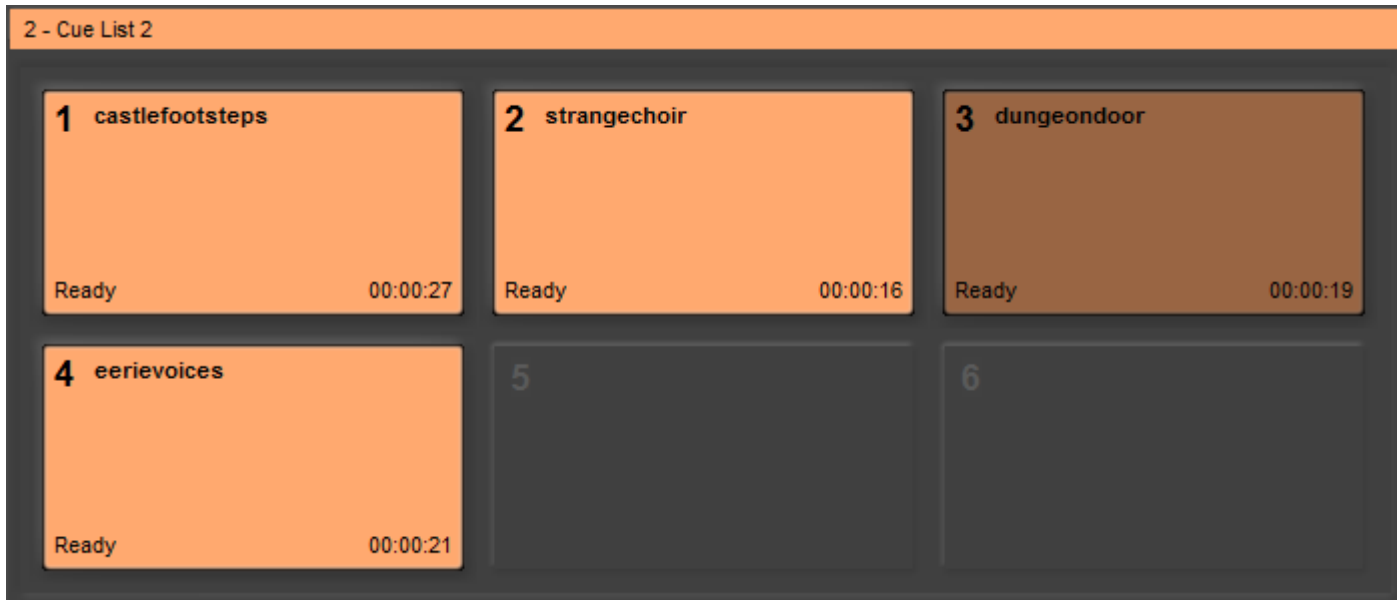 2 - Cue List 2
1 castlefootsteps
Ready 00:00:27
2 strangechoir
Ready 00:00:16
3 dungeondoor
Ready 00:00:19
4 eerievoices
Ready 00:00:21
5
6